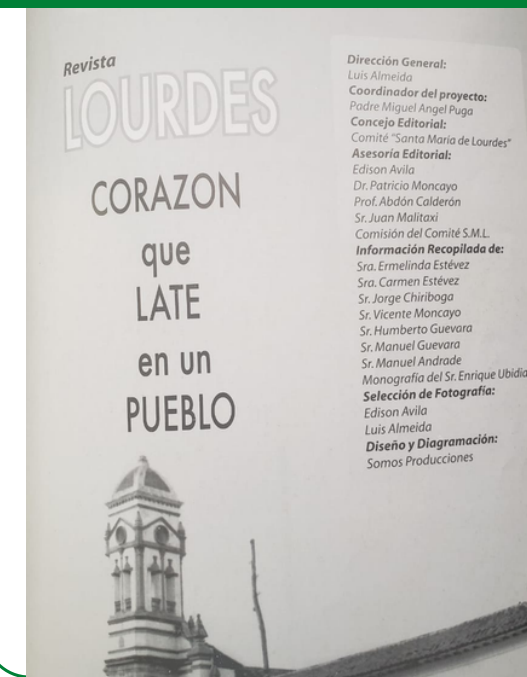 Revista
LOURDES
CORAZON
que
LATE
en un
PUEBLO
Dirección General:
Luis Almeida
Coordinador del proyecto:
Padre Miguel Angel Puga
Concejo Editorial:
Comité "Santa María de Lourdes"
Asesoría Editorial:
Edison Avila
Dr. Patricio Moncayo
Prof. Abdón Calderón
Sr. Juan Malitaxi
Comisión del Comité S.M.L.
Información Recopilada de:
Sra. Ermelinda Estévez
Sra. Carmen Estévez
Sr. Jorge Chiriboga
Sr. Vicente Moncayo
Sr. Humberto Guevara
Sr. Manuel Guevara
Sr. Manuel Andrade
Monografía del Sr. Enrique Ubidia
Selección de Fotografía:
Edison Avila
Luis Almeida
Diseño y Diagramación:
Somos Producciones